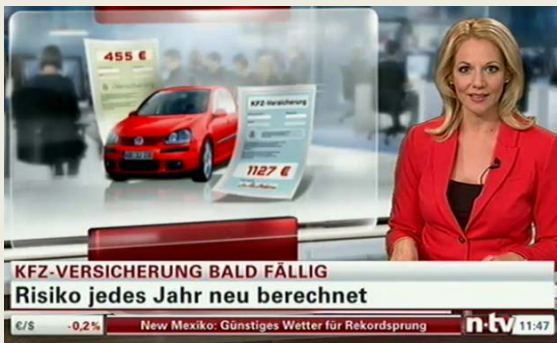 455 €
KFZ-Versicherung
1127 €
KFZ-VERSICHERUNG BALD FÄLLIG
Risiko jedes Jahr neu berechnet
€/$ -0,2% New Mexiko: Günstiges Wetter für Rekordsprung n-tv 11:47